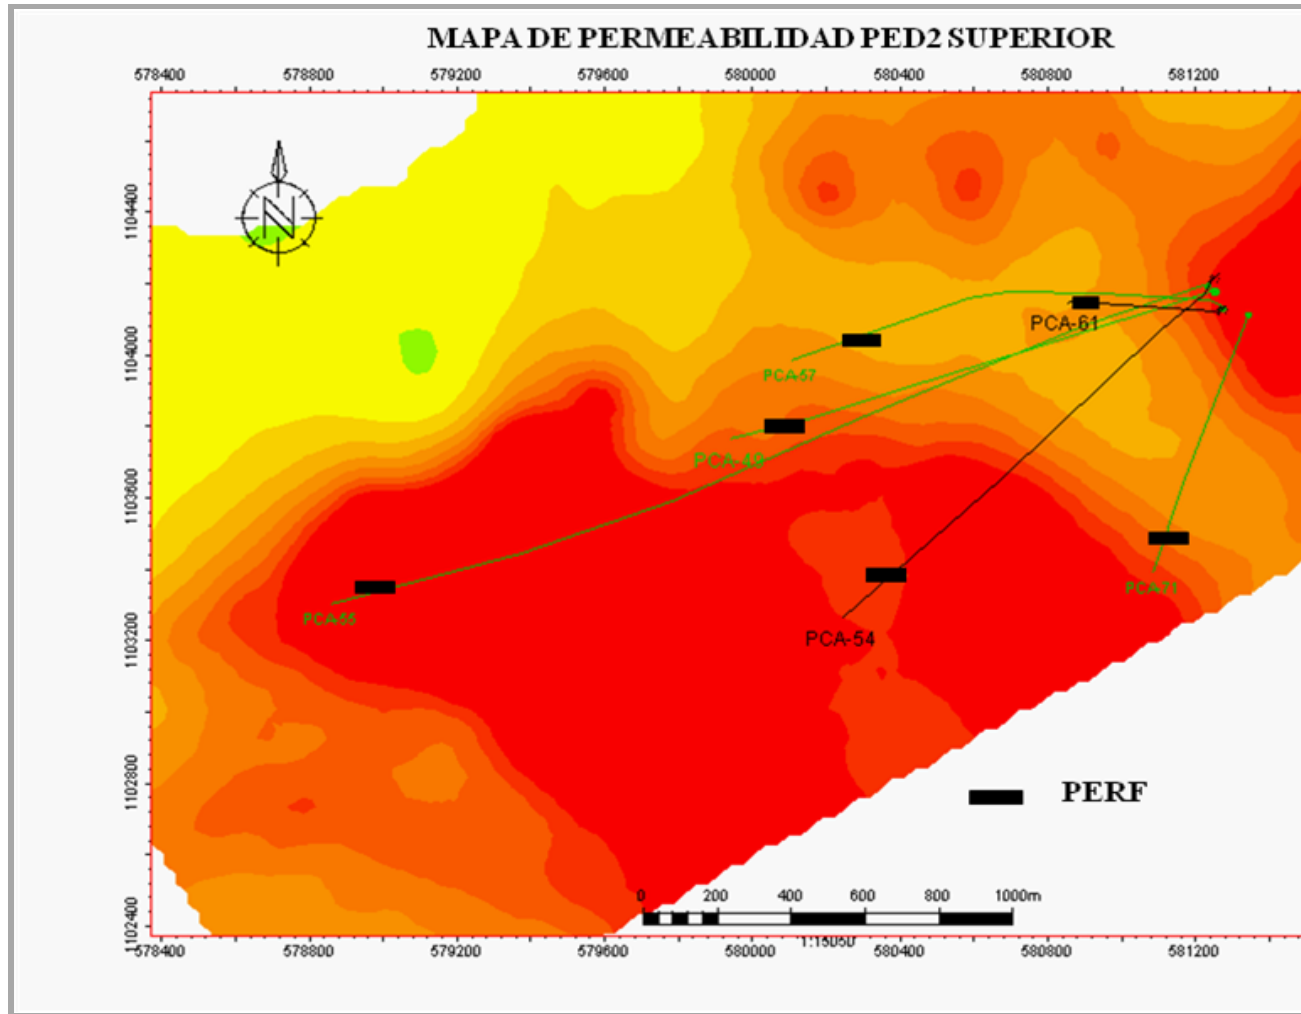 MAPA DE PERMEABILIDAD PED2 SUPERIOR
578400 578800 579200 579600 580000 580400 580800 581200
1104400
N
1104000
PCA-61
PCA-57
PCA-49
1103600
PCA-55
PCA-71
1103200
PCA-54
1102800
PERF
0 200 400 600 800 1000m
1102400
1:15050
578400 578800 579200 579600 580000 580400 580800 581200